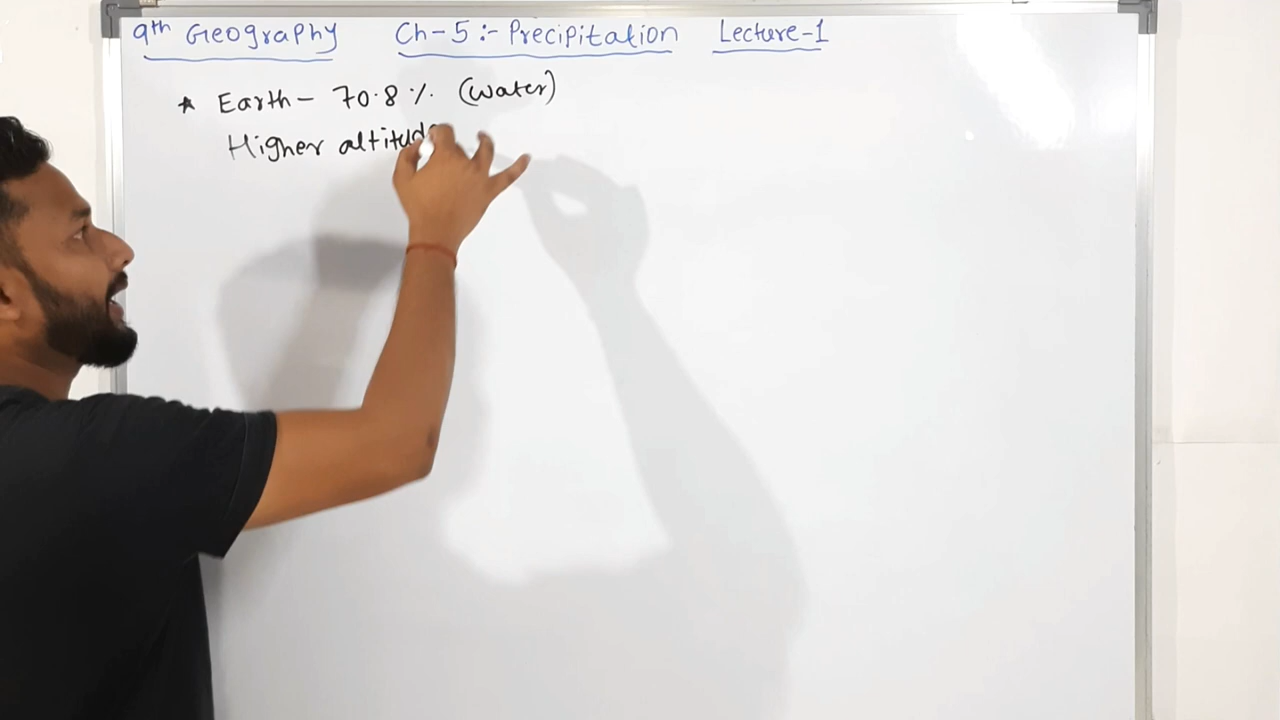 9th Geography Ch-5:- Precipitation Lecture-1
* Earth - 70.8% (Water)
Higher altitude